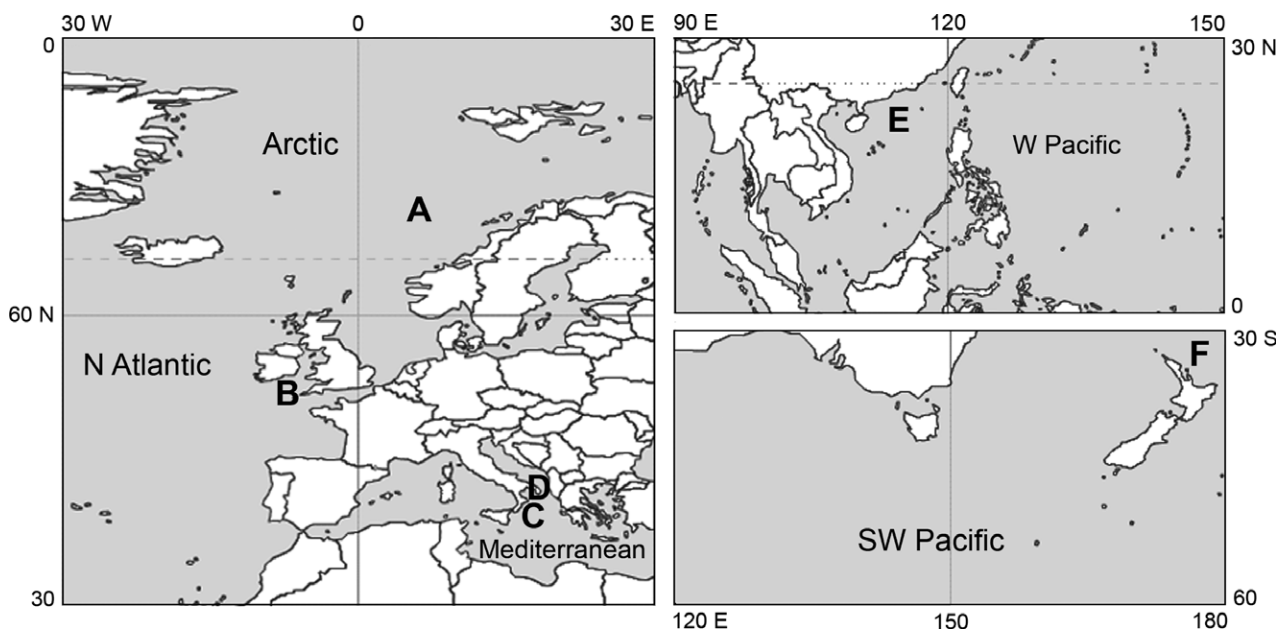 30 W 0 30 E
0
Arctic
A
60 N
N Atlantic
B
D
C
Mediterranean
30
90 E 120 150
30 N
E
W Pacific
0
30 S
F
SW Pacific
60
120 E 150 180